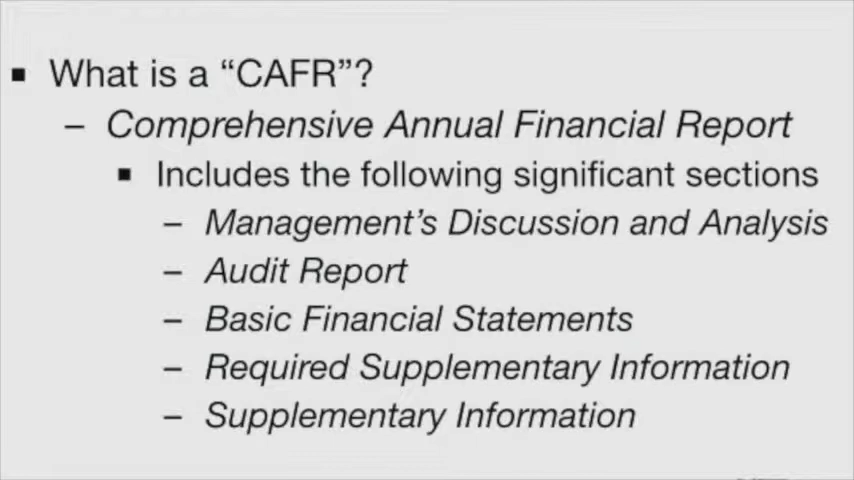 ▪ What is a “CAFR”?
– Comprehensive Annual Financial Report
▪ Includes the following significant sections
– Management’s Discussion and Analysis
– Audit Report
– Basic Financial Statements
– Required Supplementary Information
– Supplementary Information